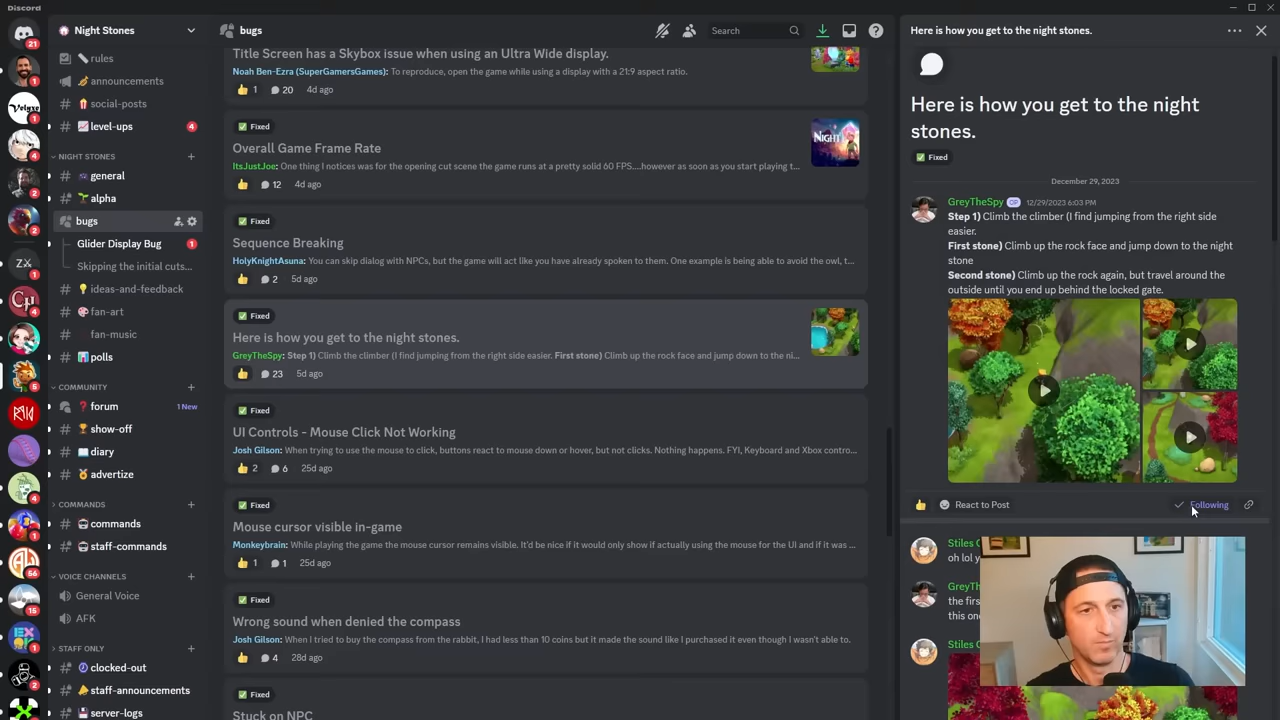 Discord
Night Stones
rules
announcements
social-posts
level-ups
4
NIGHT STONES
general
alpha
bugs
Glider Display Bug
1
Skipping the initial cuts...
ideas-and-feedback
fan-art
fan-music
polls
COMMUNITY
forum
1 New
show-off
diary
advertize
COMMANDS
commands
staff-commands
VOICE CHANNELS
General Voice
AFK
STAFF ONLY
clocked-out
staff-announcements
server-logs
bugs
Search
Title Screen has a Skybox issue when using an Ultra Wide display.
Noah Ben-Ezra (SuperGamersGames): To reproduce, open the game while using a display with a 21:9 aspect ratio.
1 20 4d ago
Fixed
Overall Game Frame Rate
ItsJustJoe: One thing I notices was for the opening cut scene the game runs at a pretty solid 60 FPS....however as soon as you start playing t...
12 4d ago
NIGHT
Fixed
Sequence Breaking
HolyKnightAsuna: You can skip dialog with NPCs, but the game will act like you have already spoken to them. One example is being able to avoid the owl, t...
2 5d ago
Fixed
Here is how you get to the night stones.
GreyTheSpy: Step 1) Climb the climber (I find jumping from the right side easier. First stone) Climb up the rock face and jump down to the ni...
23 5d ago
Fixed
UI Controls - Mouse Click Not Working
Josh Gilson: When trying to use the mouse to click, buttons react to mouse down or hover, but not clicks. Nothing happens. FYI, Keyboard and Xbox contro...
2 6 25d ago
Fixed
Mouse cursor visible in-game
Monkeybrain: While playing the game the mouse cursor remains visible. It'd be nice if it would only show if actually using the mouse for the UI and if it was ...
1 1 25d ago
Fixed
Wrong sound when denied the compass
Josh Gilson: When I tried to buy the compass from the rabbit, I had less than 10 coins but it made the sound like I purchased it even though I wasn't able to.
4 28d ago
Fixed
Stuck on NPC
Here is how you get to the night stones.
Here is how you get to the night
stones.
Fixed
December 29, 2023
GreyTheSpy OP 12/29/2023 6:03 PM
Step 1) Climb the climber (I find jumping from the right side
easier.
First stone) Climb up the rock face and jump down to the night
stone
Second stone) Climb up the rock again, but travel around the
outside until you end up behind the locked gate.
React to Post
Following
Stiles
oh lol y
GreyTh
the firs
this on
Stiles